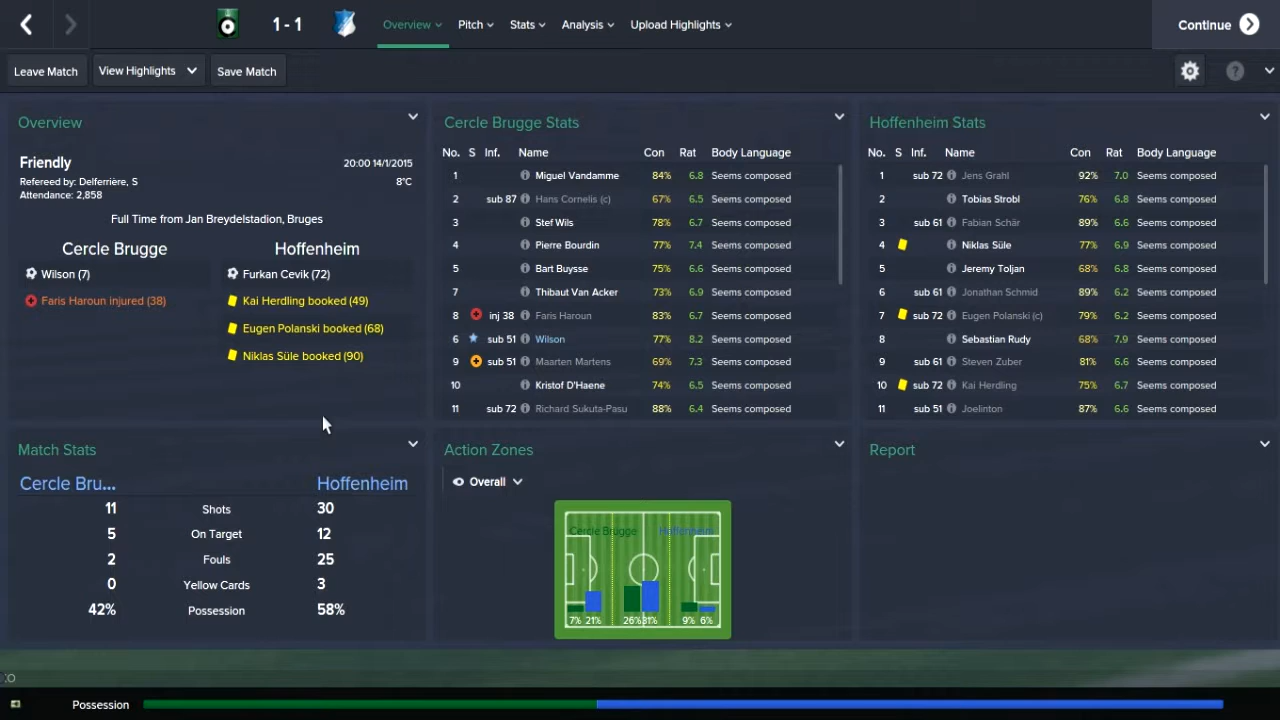 1 - 1
Overview
Pitch
Stats
Analysis
Upload Highlights
Continue
Leave Match
View Highlights
Save Match
?
Overview
Friendly
20:00 14/1/2015
Refereed by: Delferrière, S
8°C
Attendance: 2,858
Full Time from Jan Breydelstadion, Bruges
Cercle Brugge
Hoffenheim
Wilson (7)
Furkan Cevik (72)
Faris Haroun injured (38)
Kai Herdling booked (49)
Eugen Polanski booked (68)
Niklas Süle booked (90)
Cercle Brugge Stats
No. S Inf. Name Con Rat Body Language
1 Miguel Vandamme 84% 6.8 Seems composed
2 sub 87 Hans Cornelis (c) 67% 6.5 Seems composed
3 Stef Wils 78% 6.7 Seems composed
4 Pierre Bourdin 77% 7.4 Seems composed
5 Bart Buysse 75% 6.6 Seems composed
7 Thibaut Van Acker 73% 6.9 Seems composed
8 inj 38 Faris Haroun 83% 6.7 Seems composed
6 sub 51 Wilson 77% 8.2 Seems composed
9 sub 51 Maarten Martens 69% 7.3 Seems composed
10 Kristof D'Haene 74% 6.5 Seems composed
11 sub 72 Richard Sukuta-Pasu 88% 6.4 Seems composed
Hoffenheim Stats
No. S Inf. Name Con Rat Body Language
1 sub 72 Jens Grahl 92% 7.0 Seems composed
2 Tobias Strobl 76% 6.8 Seems composed
3 sub 61 Fabian Schär 89% 6.6 Seems composed
4 Niklas Süle 77% 6.9 Seems composed
5 Jeremy Toljan 68% 6.8 Seems composed
6 sub 61 Jonathan Schmid 89% 6.2 Seems composed
7 sub 72 Eugen Polanski (c) 79% 6.2 Seems composed
8 Sebastian Rudy 68% 7.9 Seems composed
9 sub 61 Steven Zuber 81% 6.6 Seems composed
10 sub 72 Kai Herdling 75% 6.7 Seems composed
11 sub 51 Joelinton 87% 6.6 Seems composed
Match Stats
Cercle Bru... Hoffenheim
11 Shots 30
5 On Target 12
2 Fouls 25
0 Yellow Cards 3
42% Possession 58%
Action Zones
Overall
Cercle Brugge Hoffenheim
7% 21% 26% 31% 9% 6%
Report
Possession